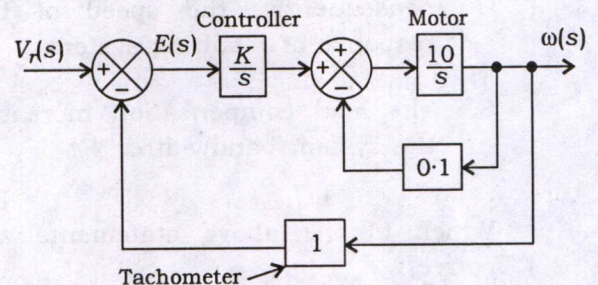 Controller
Motor
V_r(s)
E(s)
ω(s)
+
−
K
s
+
+
−
10
s
0·1
1
Tachometer